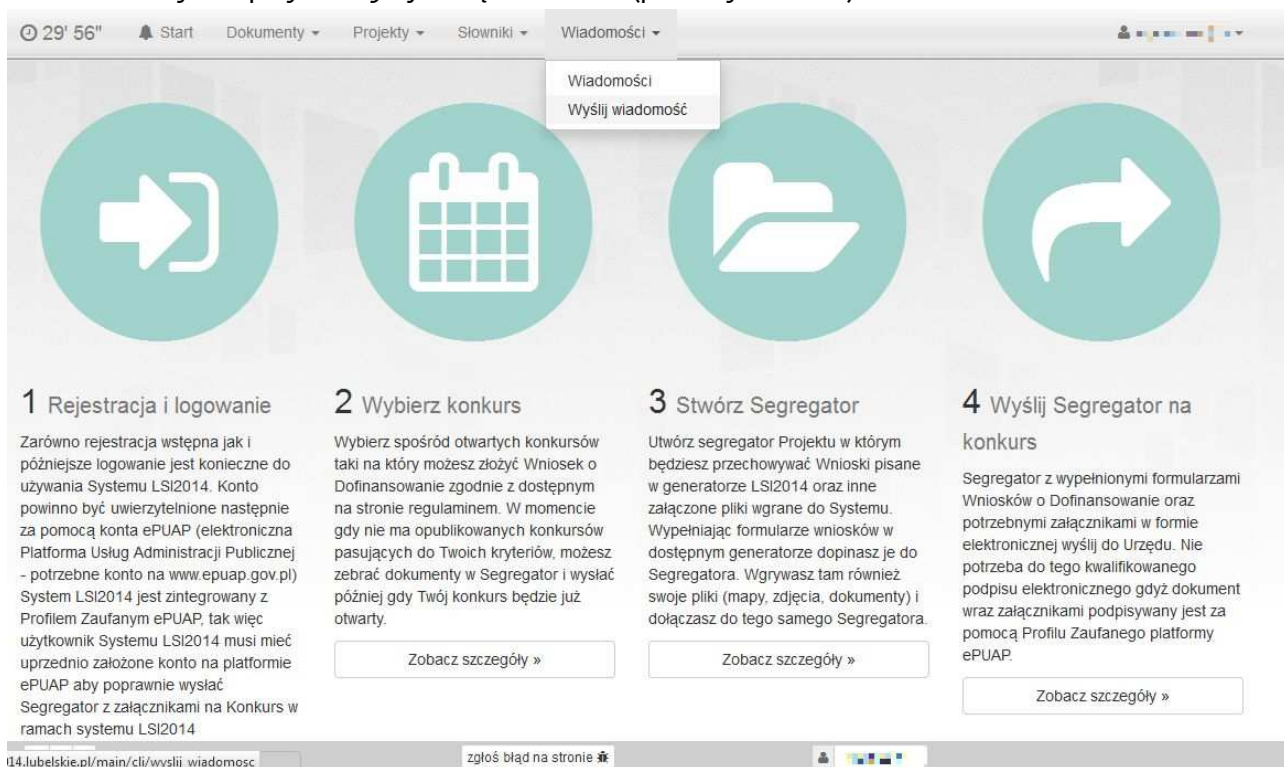 29' 56" Start Dokumenty Projekty Słowniki Wiadomości
Wiadomości
Wyślij wiadomość
1 Rejestracja i logowanie
Zarówno rejestracja wstępna jak i
późniejsze logowanie jest konieczne do
używania Systemu LSI2014. Konto
powinno być uwierzytelnione następnie
za pomocą konta ePUAP (elektroniczna
Platforma Usług Administracji Publicznej
- potrzebne konto na www.epuap.gov.pl)
System LSI2014 jest zintegrowany z
Profilem Zaufanym ePUAP, tak więc
użytkownik Systemu LSI2014 musi mieć
uprzednio założone konto na platformie
ePUAP aby poprawnie wysłać
Segregator z załącznikami na Konkurs w
ramach systemu LSI2014
2 Wybierz konkurs
Wybierz spośród otwartych konkursów
taki na który możesz złożyć Wniosek o
Dofinansowanie zgodnie z dostępnym
na stronie regulaminem. W momencie
gdy nie ma opublikowanych konkursów
pasujących do Twoich kryteriów, możesz
zebrać dokumenty w Segregator i wysłać
później gdy Twój konkurs będzie już
otwarty.
Zobacz szczegóły »
3 Stwórz Segregator
Utwórz segregator Projektu w którym
będziesz przechowywać Wnioski pisane
w generatorze LSI2014 oraz inne
załączone pliki wgrane do Systemu.
Wypełniając formularze wniosków w
dostępnym generatorze dopinasz je do
Segregatora. Wgrywasz tam również
swoje pliki (mapy, zdjęcia, dokumenty) i
dołączasz do tego samego Segregatora.
Zobacz szczegóły »
4 Wyślij Segregator na
konkurs
Segregator z wypełnionymi formularzami
Wniosków o Dofinansowanie oraz
potrzebnymi załącznikami w formie
elektronicznej wyślij do Urzędu. Nie
potrzeba do tego kwalifikowanego
podpisu elektronicznego gdyż dokument
wraz załącznikami podpisywany jest za
pomocą Profilu Zaufanego platformy
ePUAP.
Zobacz szczegóły »
14.lubelskie.pl/main/cli/wyslij_wiadomosc
zgłoś błąd na stronie